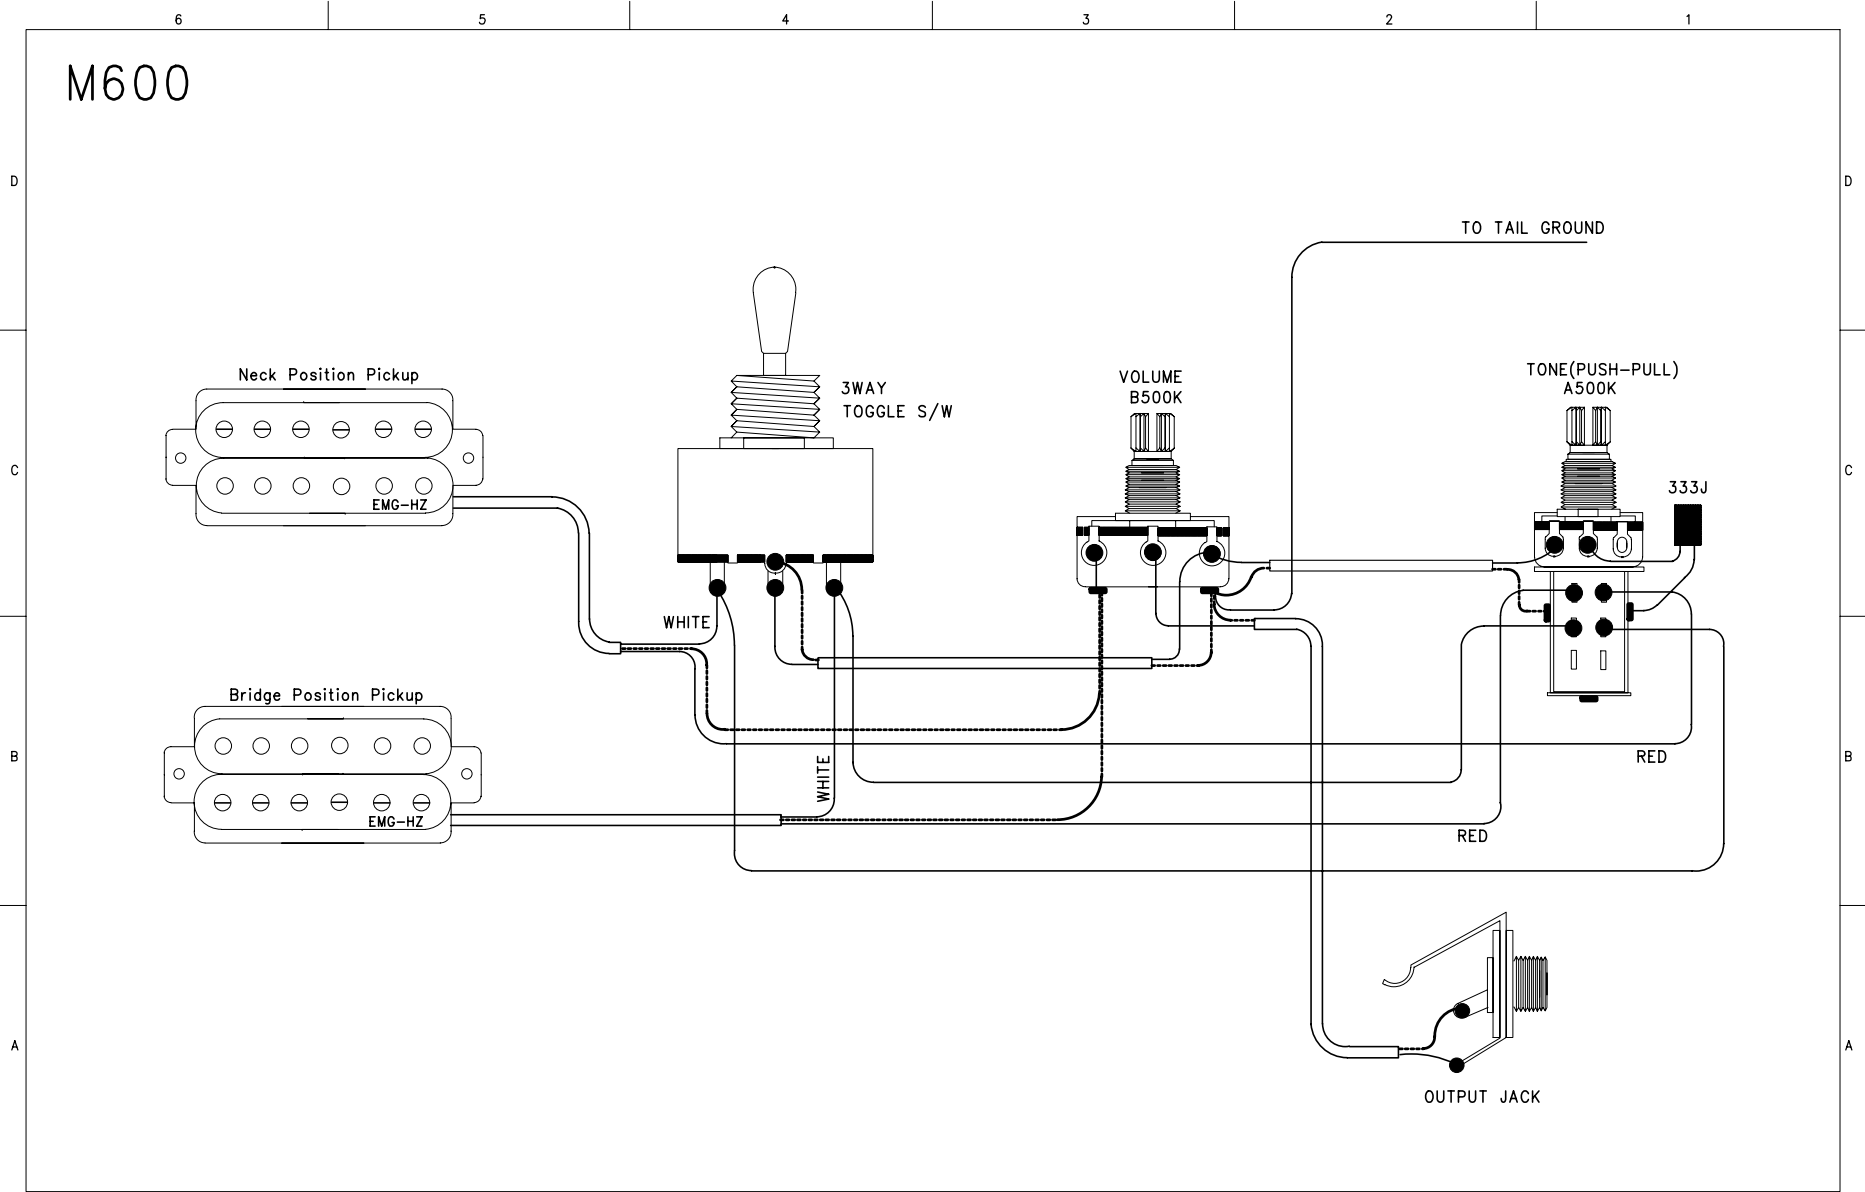 6 5 4 3 2 1
M600
D D
TO TAIL GROUND
Neck Position Pickup
3WAY
TOGGLE S/W
VOLUME
B500K
TONE(PUSH-PULL)
A500K
C C
333J
EMG-HZ
WHITE
Bridge Position Pickup
B B
WHITE
RED
EMG-HZ
RED
A A
OUTPUT JACK